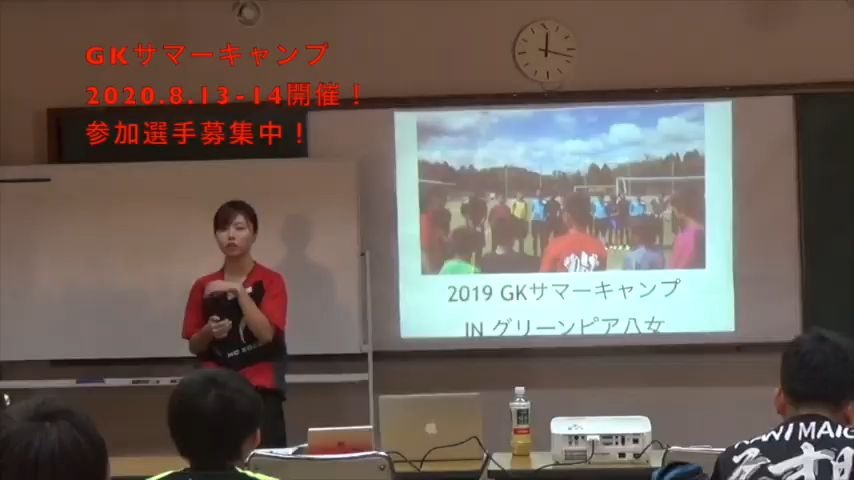 GKサマーキャンプ
2020.8.13-14開催！
参加選手募集中！
2019 GKサマーキャンプ
IN グリーンピア八女